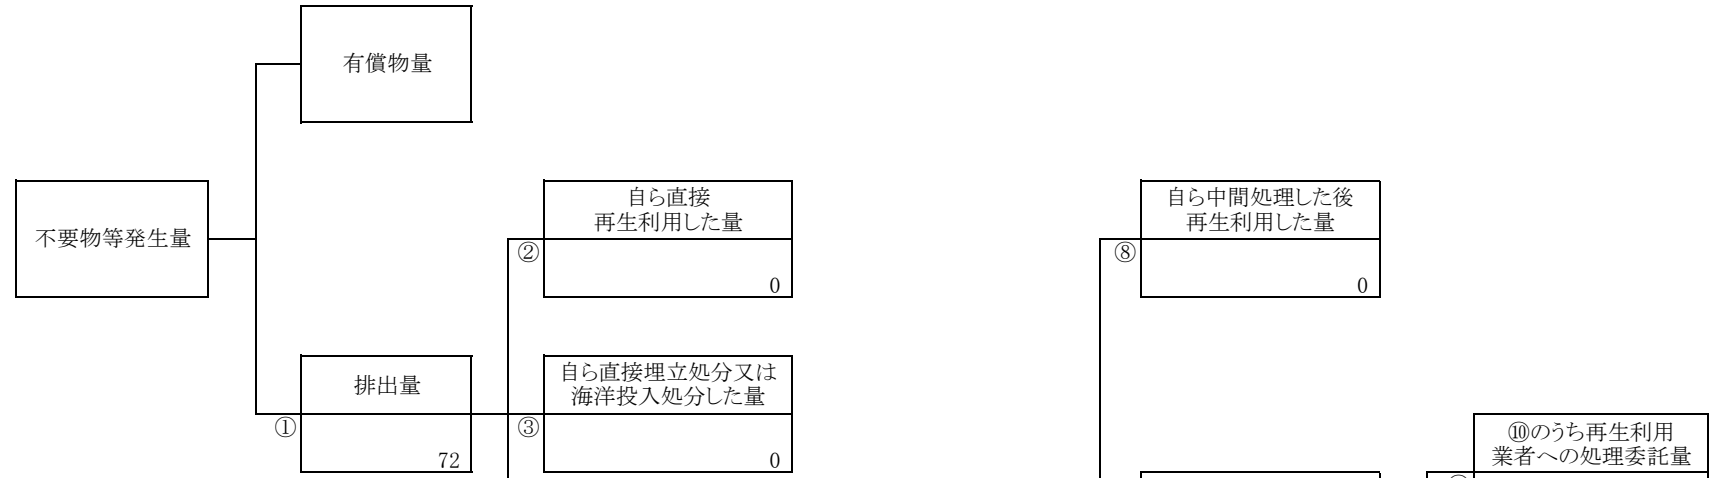 有償物量
不要物等発生量
自ら直接
再生利用した量
②
0
自ら中間処理した後
再生利用した量
⑧
0
排出量
①
72
自ら直接埋立処分又は
海洋投入処分した量
③
0
⑩のうち再生利用
業者への処理委託量